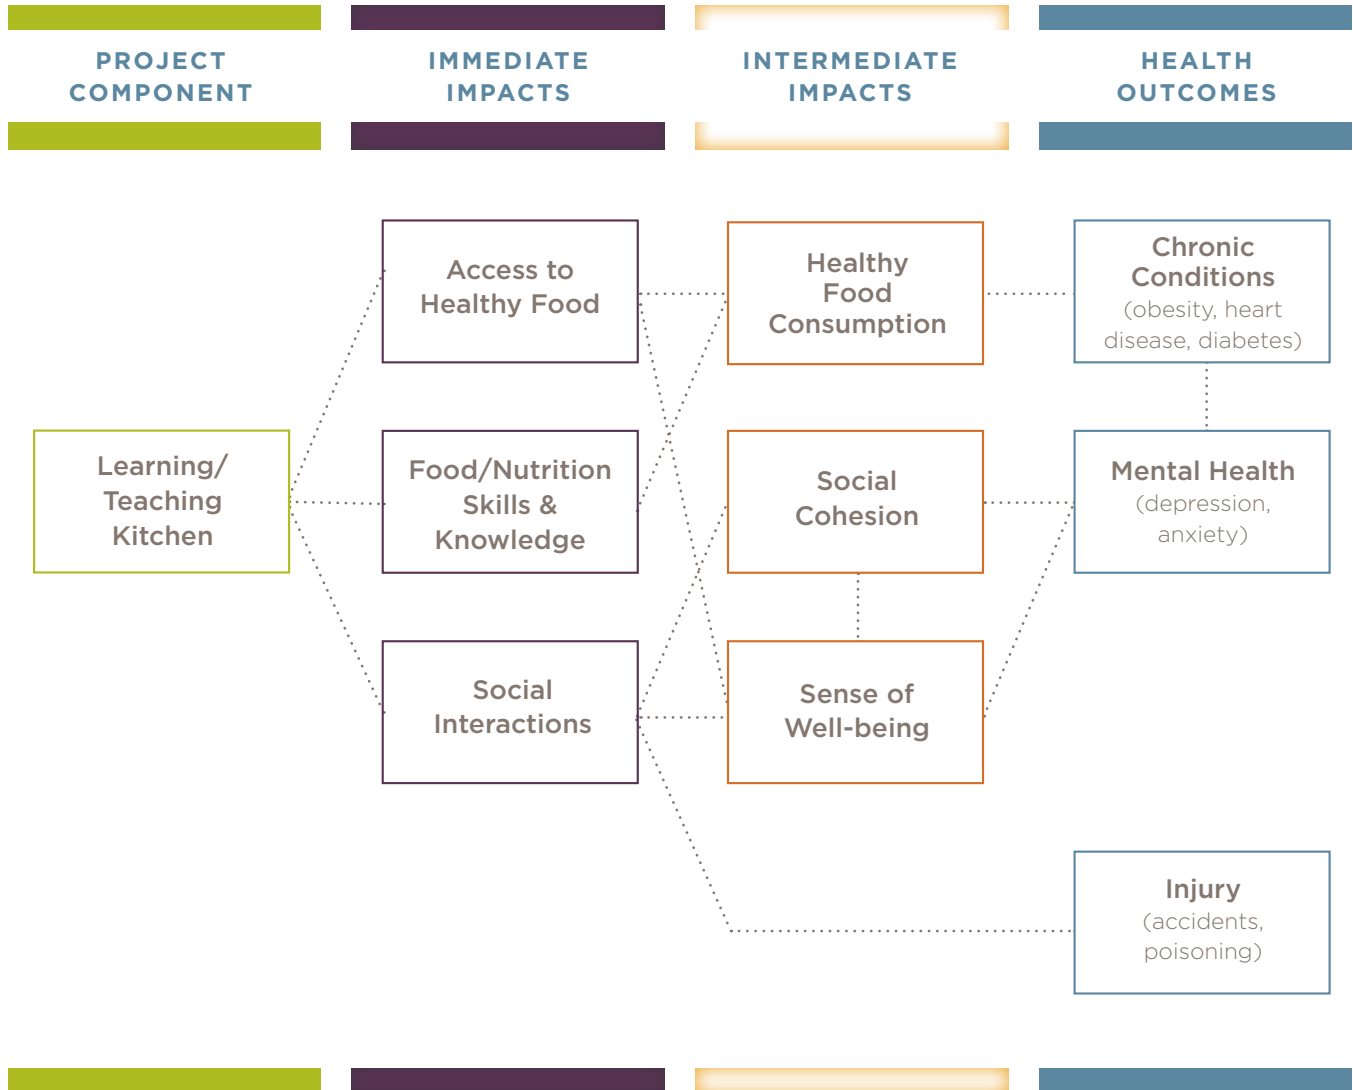 PROJECT
COMPONENT
IMMEDIATE
IMPACTS
INTERMEDIATE
IMPACTS
HEALTH
OUTCOMES
Learning/
Teaching
Kitchen
Access to
Healthy Food
Food/Nutrition
Skills &
Knowledge
Social
Interactions
Healthy
Food
Consumption
Social
Cohesion
Sense of
Well-being
Chronic
Conditions
(obesity, heart
disease, diabetes)
Mental Health
(depression,
anxiety)
Injury
(accidents,
poisoning)